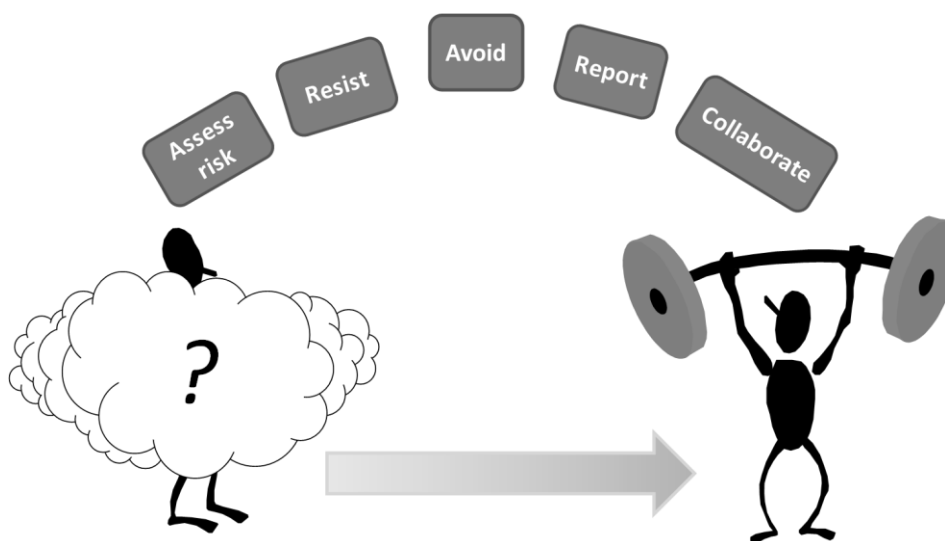 Assess
risk
Resist
Avoid
Report
Collaborate
?